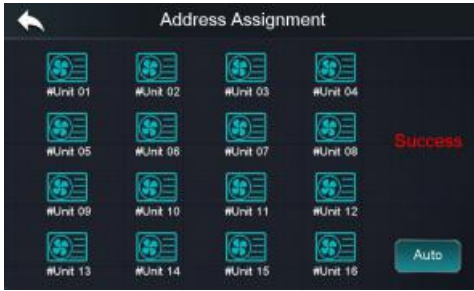 Address Assignment
#Unit 01 #Unit 02 #Unit 03 #Unit 04
#Unit 05 #Unit 06 #Unit 07 #Unit 08
Success
#Unit 09 #Unit 10 #Unit 11 #Unit 12
Auto
#Unit 13 #Unit 14 #Unit 15 #Unit 16